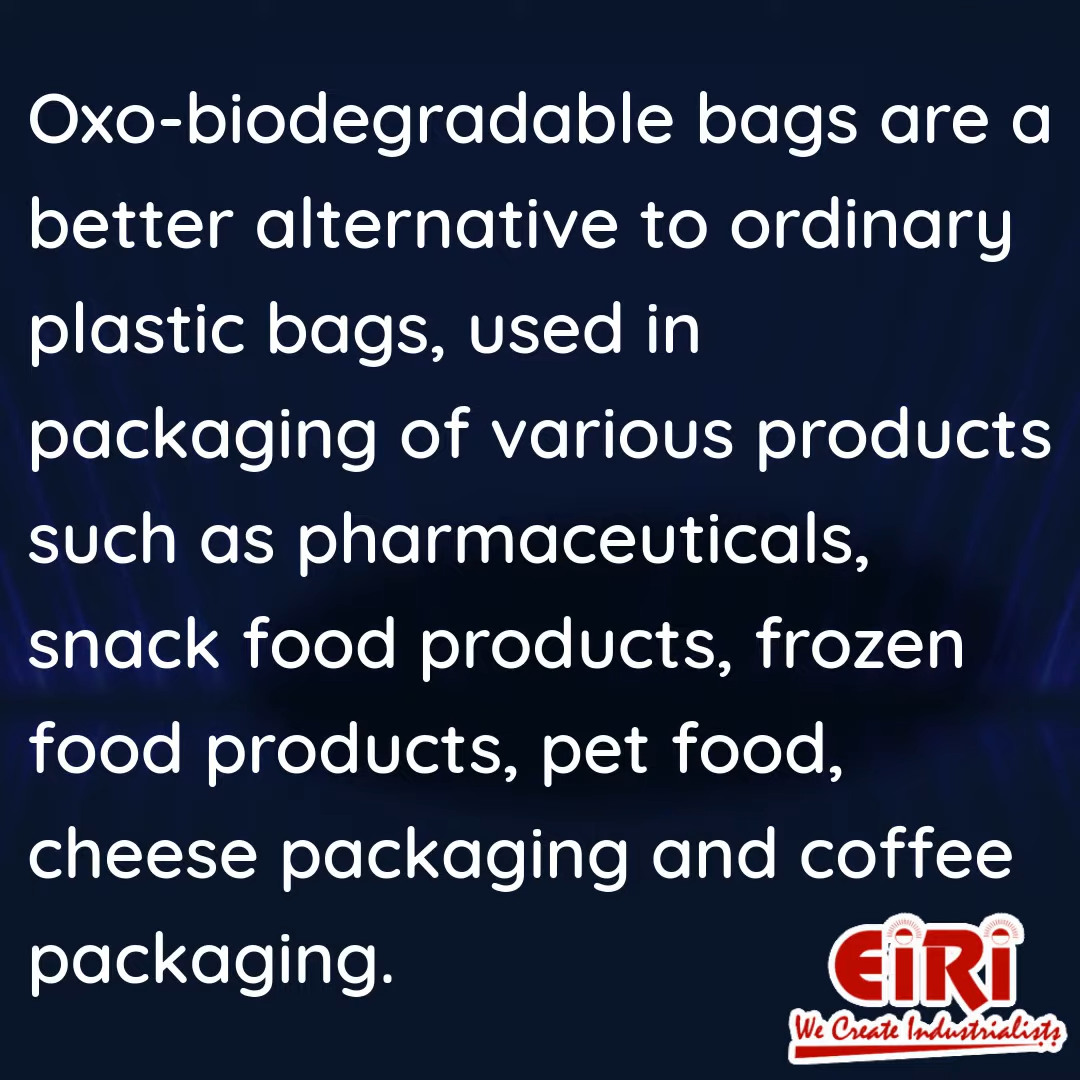 Oxo-biodegradable bags are a
better alternative to ordinary
plastic bags, used in
packaging of various products
such as pharmaceuticals,
snack food products, frozen
food products, pet food,
cheese packaging and coffee
packaging.
EiRi
We Create Industrialists